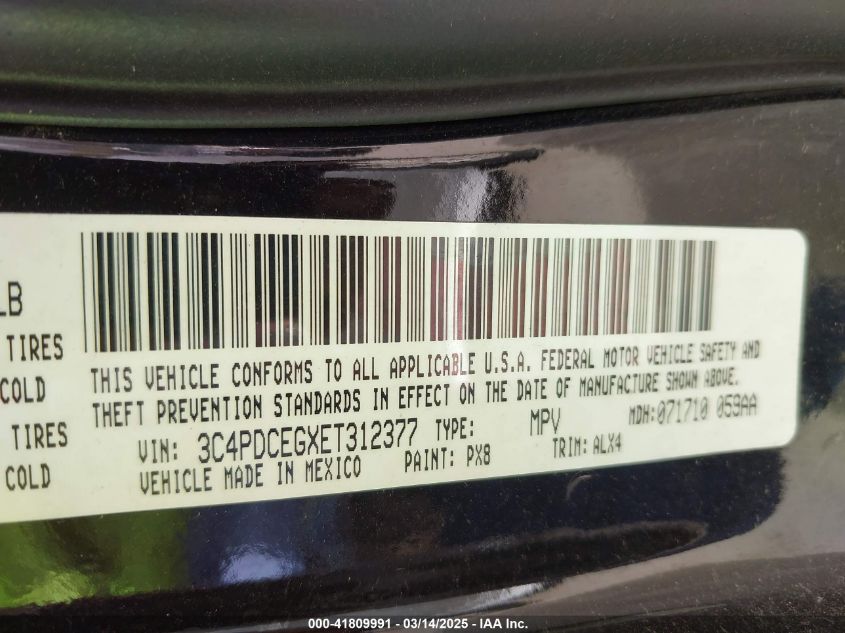 LB
TIRES
COLD
TIRES
COLD
THIS VEHICLE CONFORMS TO ALL APPLICABLE U.S.A. FEDERAL MOTOR VEHICLE SAFETY AND
THEFT PREVENTION STANDARDS IN EFFECT ON THE DATE OF MANUFACTURE SHOWN ABOVE.
VIN: 3C4PDCEGXET312377 TYPE: MPV MDH:071710 059AA
VEHICLE MADE IN MEXICO PAINT: PX8 TRIM: ALX4
000-41809991 - 03/14/2025 - IAA Inc.